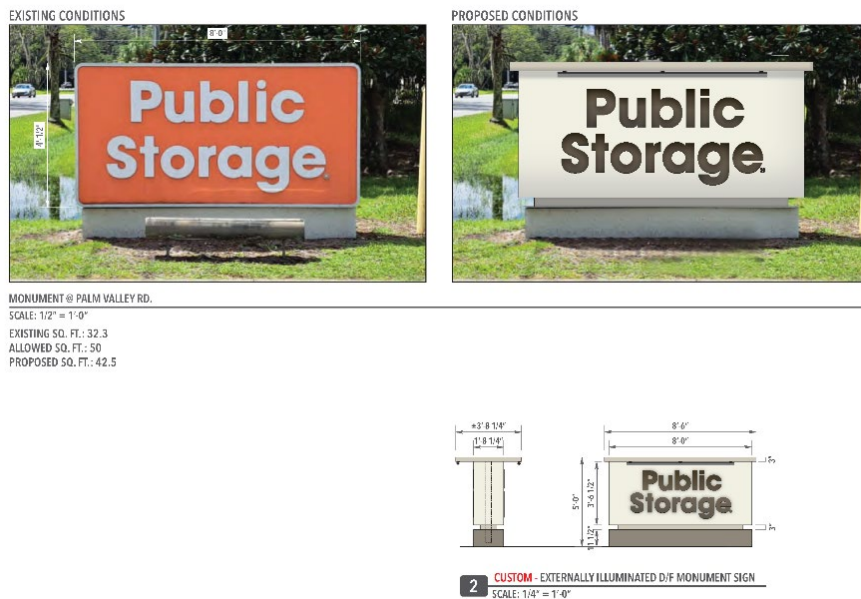 EXISTING CONDITIONS
8'-0"
4' 1/2"
Public
Storage
PROPOSED CONDITIONS
Public
Storage
MONUMENT @ PALM VALLEY RD.
SCALE: 1/2" = 1'-0"
EXISTING SQ. FT.: 32.3
ALLOWED SQ. FT.: 50
PROPOSED SQ. FT.: 42.5
*3' 8 1/4"
1' 8 1/4"
8'-6"
8'-0"
3"
5'-0"
3'-6 1/2"
11 1/2"
3"
Public
Storage
2
CUSTOM - EXTERNALLY ILLUMINATED D/F MONUMENT SIGN
SCALE: 1/4" = 1'-0"